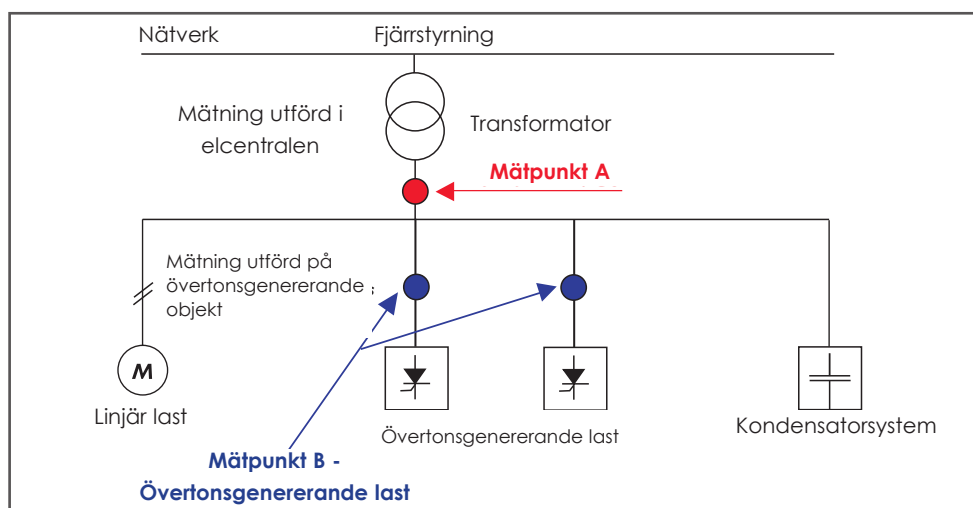 Nätverk
Fjärrstyrning
Mätning utförd i
elcentralen
Transformator
Mätpunkt A
Mätning utförd på
övertonsgenererande
objekt
M
Linjär last
Övertonsgenererande last
Kondensatorsystem
Mätpunkt B -
Övertonsgenererande last